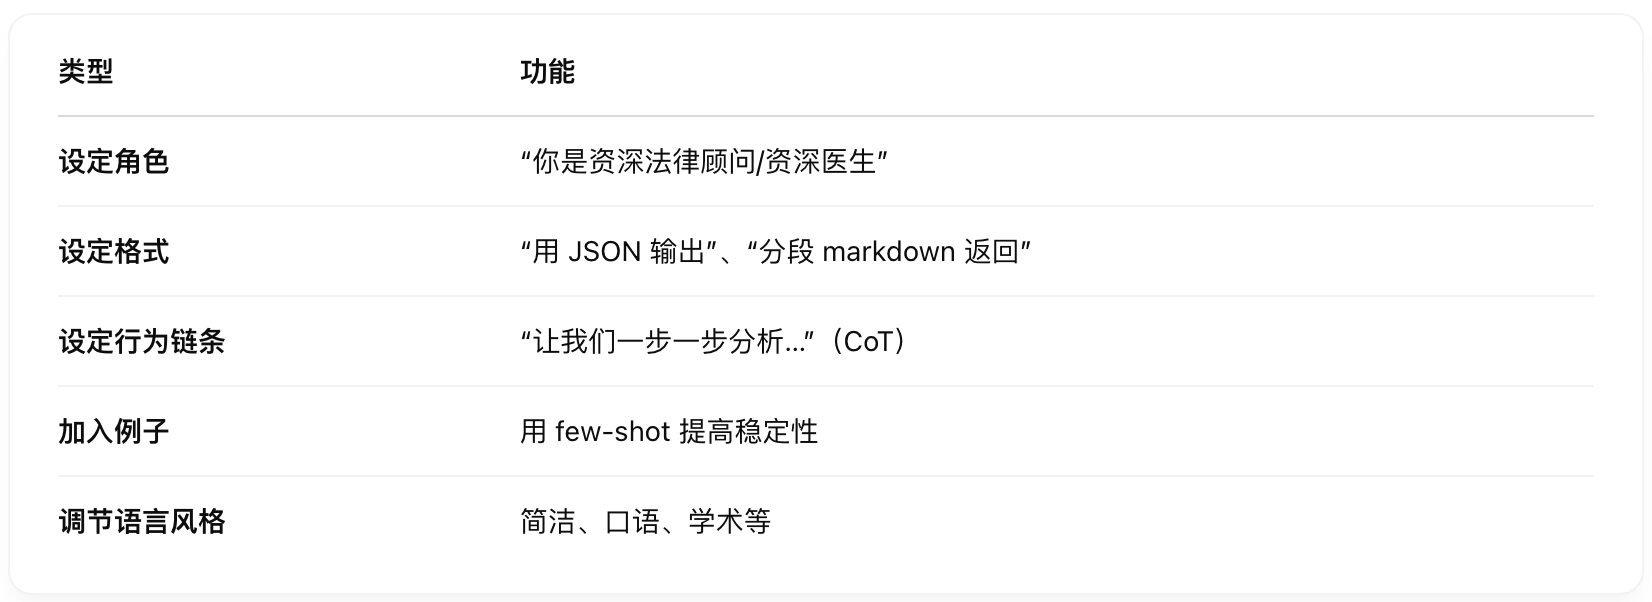 类型 功能
设定角色 “你是资深法律顾问/资深医生”
设定格式 “用 JSON 输出”、“分段 markdown 返回”
设定行为链条 “让我们一步一步分析…”（CoT）
加入例子 用 few-shot 提高稳定性
调节语言风格 简洁、口语、学术等